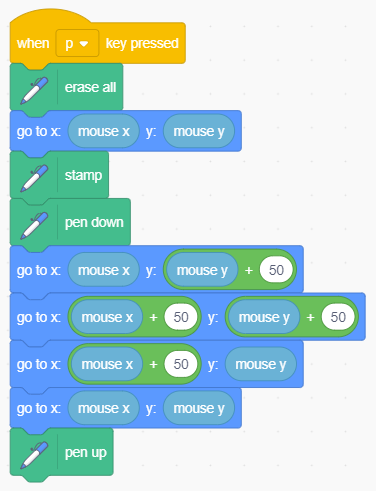 when p key pressed
erase all
go to x: mouse x y: mouse y
stamp
pen down
go to x: mouse x y: mouse y + 50
go to x: mouse x + 50 y: mouse y + 50
go to x: mouse x + 50 y: mouse y
go to x: mouse x y: mouse y
pen up